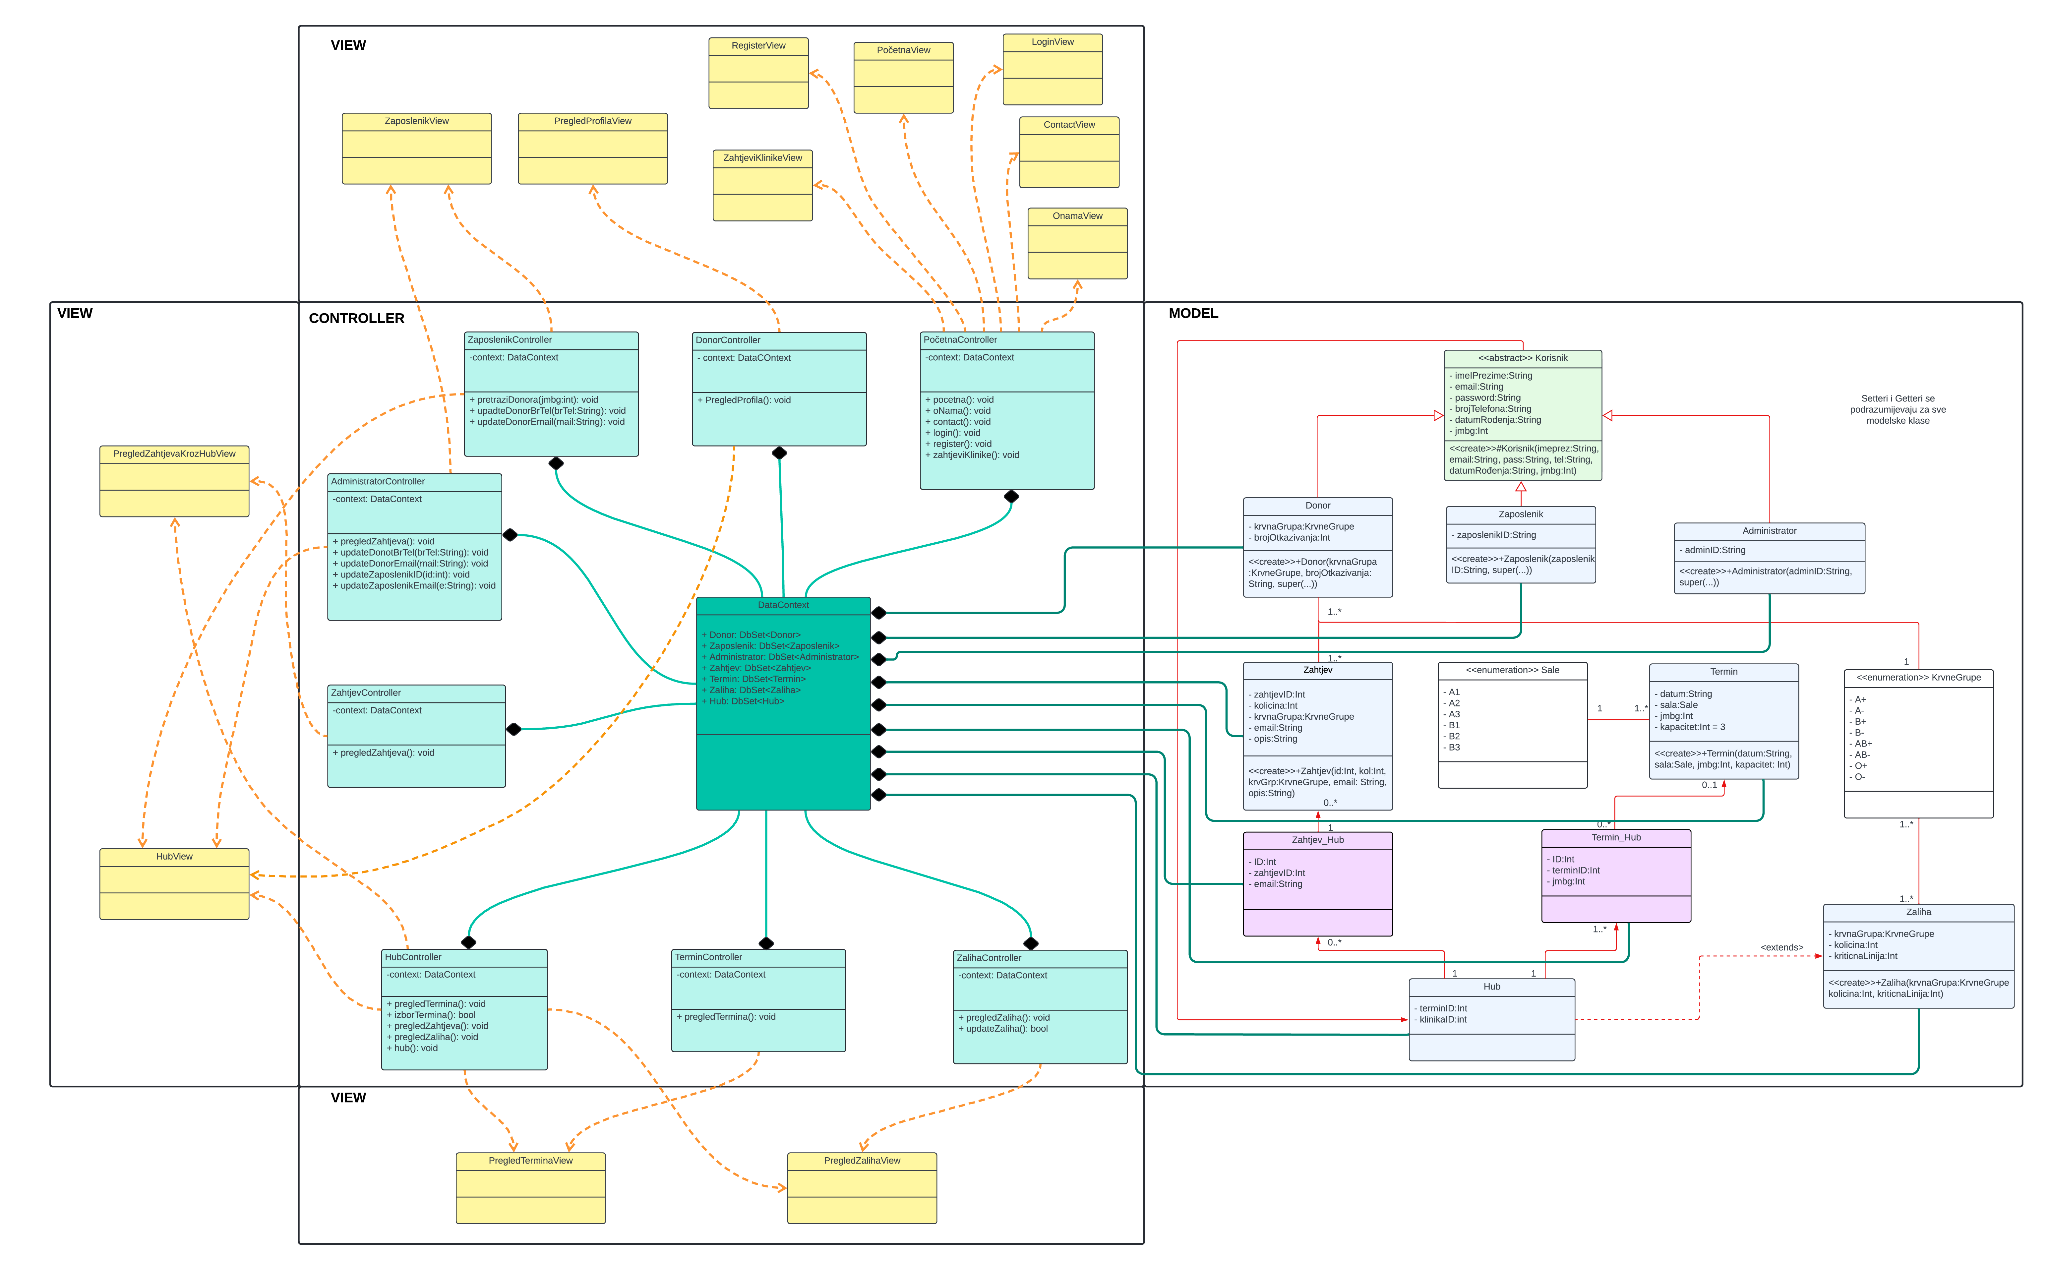 VIEW
RegisterView
PočetnaView
LoginView
ZaposlenikView
PregledProfilaView
ZahtjeviKlinikeView
ContactView
OnamaView
VIEW
PregledZahtjevaKrozHubView
HubView
CONTROLLER
ZaposlenikController
-context: DataContext
+ pretraziDonora(jmbg:int): void
+ upadteDonorBrTel(brTel:String): void
+ updateDonorEmail(mail:String): void
DonorController
- context: DataCOntext
+ PregledProfila(): void
PočetnaController
-context: DataContext
+ pocetna(): void
+ oNama(): void
+ contact(): void
+ login(): void
+ register(): void
+ zahtjeviKlinike(): void
AdministratorController
-context: DataContext
+ pregledZahtjeva(): void
+ updateDonotBrTel(brTel:String): void
+ updateDonorEmail(mail:String): void
+ updateZaposlenikID(id:int): void
+ updateZaposlenikEmail(e:String): void
ZahtjevController
-context: DataContext
+ pregledZahtjeva(): void
DataContext
+ Donor: DbSet<Donor>
+ Zaposlenik: DbSet<Zaposlenik>
+ Administrator: DbSet<Administrator>
+ Zahtjev: DbSet<Zahtjev>
+ Termin: DbSet<Termin>
+ Zaliha: DbSet<Zaliha>
+ Hub: DbSet<Hub>
HubController
-context: DataContext
+ pregledTermina(): void
+ izborTermina(): bool
+ pregledZahtjeva(): void
+ pregledZaliha(): void
+ hub(): void
TerminController
-context: DataContext
+ pregledTermina(): void
ZalihaController
-context: DataContext
+ pregledZaliha(): void
+ updateZaliha(): bool
VIEW
PregledTerminaView
PregledZalihaView
MODEL
<<abstract>> Korisnik
- imeIPrezime:String
- email:String
- password:String
- brojTelefona:String
- datumRođenja:String
- jmbg:Int
<<create>>#Korisnik(imeprez:String,
email:String, pass:String, tel:String,
datumRođenja:String, jmbg:Int)
Setteri i Getteri se
podrazumijevaju za sve
modelske klase
Donor
- krvnaGrupa:KrvneGrupe
- brojOtkazivanja:Int
<<create>>+Donor(krvnaGrupa
:KrvneGrupe, brojOtkazivanja:
String, super(...))
Zaposlenik
- zaposlenikID:String
<<create>>+Zaposlenik(zaposlenik
ID:String, super(...))
Administrator
- adminID:String
<<create>>+Administrator(adminID:String,
super(...))
1..*
1..*
1
Zahtjev
- zahtjevID:Int
- kolicina:Int
- krvnaGrupa:KrvneGrupe
- email:String
- opis:String
<<create>>+Zahtjev(id:Int, kol:Int,
krvGrp:KrvneGrupe, email: String,
opis:String)
0..*
<<enumeration>> Sale
- A1
- A2
- A3
- B1
- B2
- B3
1
1..*
Termin
- datum:String
- sala:Sale
- jmbg:Int
- kapacitet:Int = 3
<<create>>+Termin(datum:String,
sala:Sale, jmbg:Int, kapacitet: Int)
0..1
<<enumeration>> KrvneGrupe
- A+
- A-
- B+
- B-
- AB+
- AB-
- O+
- O-
1..*
1
Zahtjev_Hub
- ID:Int
- zahtjevID:Int
- email:String
0..*
0..*
Termin_Hub
- ID:Int
- terminID:Int
- jmbg:Int
1..*
1..*
Zaliha
- krvnaGrupa:KrvneGrupe
- kolicina:Int
- kriticnaLinija:Int
<<create>>+Zaliha(krvnaGrupa:KrvneGrupe
kolicina:Int, kriticnaLinija:Int)
<extends>
1
1
Hub
- terminID:Int
- klinikaID:int